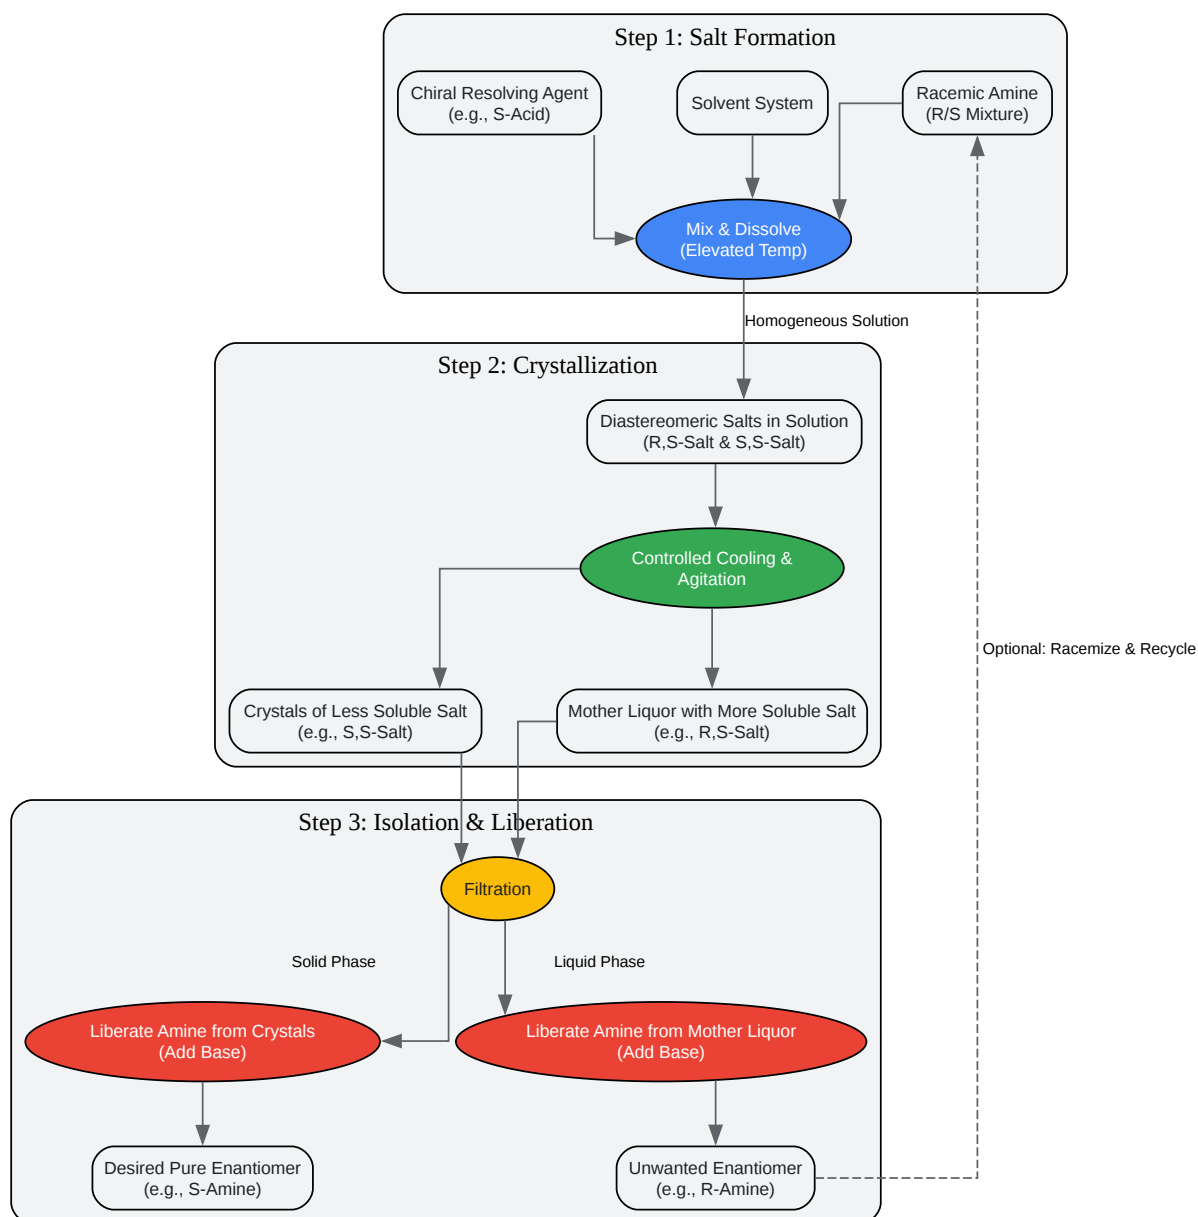 Step 1: Salt Formation
Chiral Resolving Agent
(e.g., S-Acid)
Solvent System
Racemic Amine
(R/S Mixture)
Mix & Dissolve
(Elevated Temp)
Homogeneous Solution
Step 2: Crystallization
Diastereomeric Salts in Solution
(R,S-Salt & S,S-Salt)
Controlled Cooling &
Agitation
Optional: Racemize & Recycle
Crystals of Less Soluble Salt
(e.g., S,S-Salt)
Mother Liquor with More Soluble Salt
(e.g., R,S-Salt)
Step 3: Isolation & Liberation
Filtration
Solid Phase
Liquid Phase
Liberate Amine from Crystals
(Add Base)
Liberate Amine from Mother Liquor
(Add Base)
Desired Pure Enantiomer
(e.g., S-Amine)
Unwanted Enantiomer
(e.g., R-Amine)